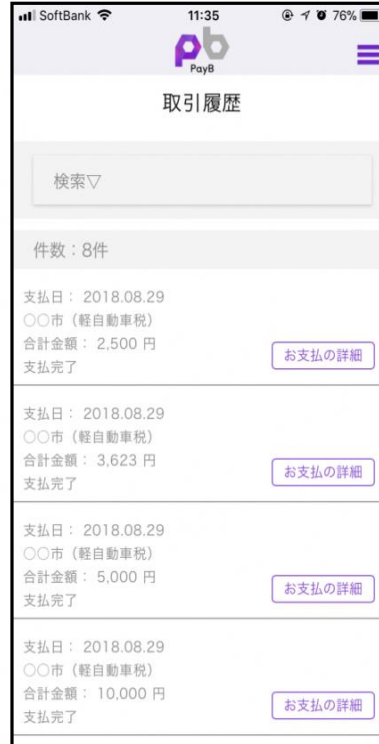 SoftBank 11:35 76%
pb
PayB
取引履歴
検索▽
件数：8件
支払日： 2018.08.29
○○市（軽自動車税）
合計金額： 2,500 円
お支払の詳細
支払完了
支払日： 2018.08.29
○○市（軽自動車税）
合計金額： 3,623 円
お支払の詳細
支払完了
支払日： 2018.08.29
○○市（軽自動車税）
合計金額： 5,000 円
お支払の詳細
支払完了
支払日： 2018.08.29
○○市（軽自動車税）
合計金額： 10,000 円
お支払の詳細
支払完了